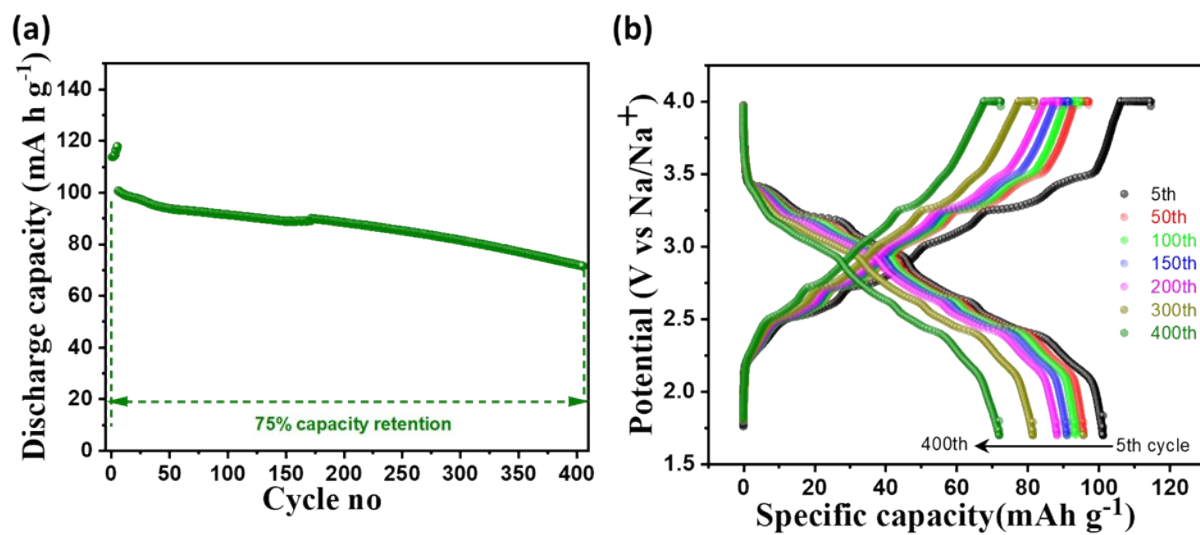 (a)
Discharge capacity (mA h g-1)
140
120
100
80
60
40
20
0
75% capacity retention
0 50 100 150 200 250 300 350 400
Cycle no
(b)
Potential (V vs Na/Na+)
4.0
3.5
3.0
2.5
2.0
1.5
5th
50th
100th
150th
200th
300th
400th
400th 5th cycle
0 20 40 60 80 100 120
Specific capacity(mAh g-1)